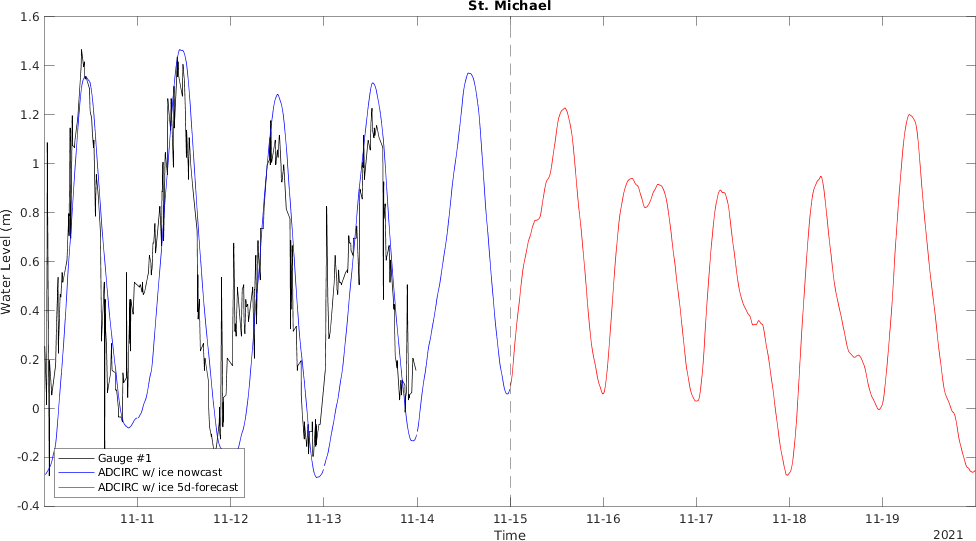 St. Michael
1.6
1.4
1.2
1
0.8
0.6
0.4
0.2
0
-0.2
-0.4
Water Level (m)
Gauge #1
ADCIRC w/ ice nowcast
ADCIRC w/ ice 5d-forecast
11-11 11-12 11-13 11-14 11-15 11-16 11-17 11-18 11-19
Time
2021